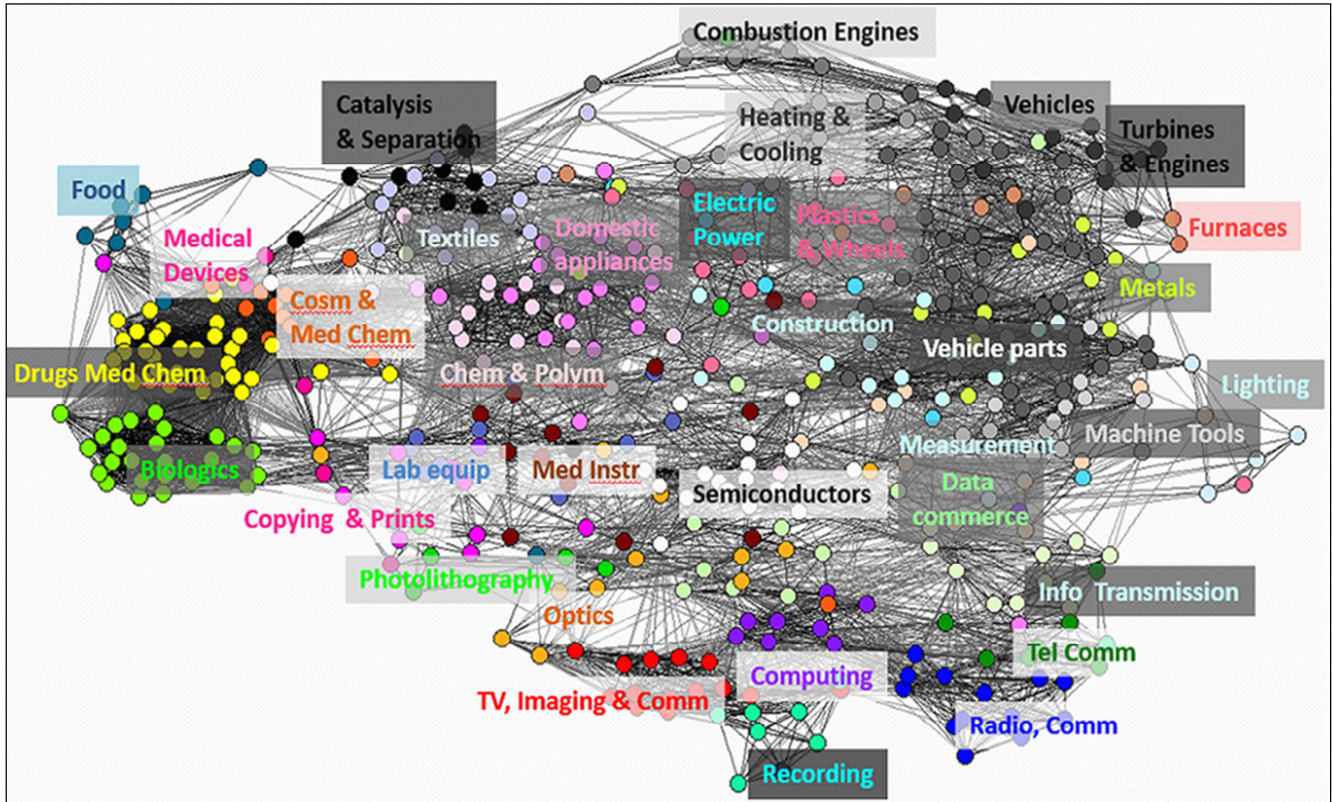 Combustion Engines
Catalysis
& Separation
Heating &
Cooling
Vehicles
Turbines
& Engines
Food
Medical
Devices
Textiles
Domestic
appliances
Electric
Power
Plastics
& Wheels
Furnaces
Metals
Cosm &
Med Chem
Construction
Vehicle parts
Drugs Med Chem
Chem & Polym
Lighting
Biologics
Lab equip
Med Instr
Measurement
Machine Tools
Semiconductors
Data
commerce
Copying & Prints
Photolithography
Info Transmission
Optics
Tel Comm
Computing
TV, Imaging & Comm
Radio, Comm
Recording